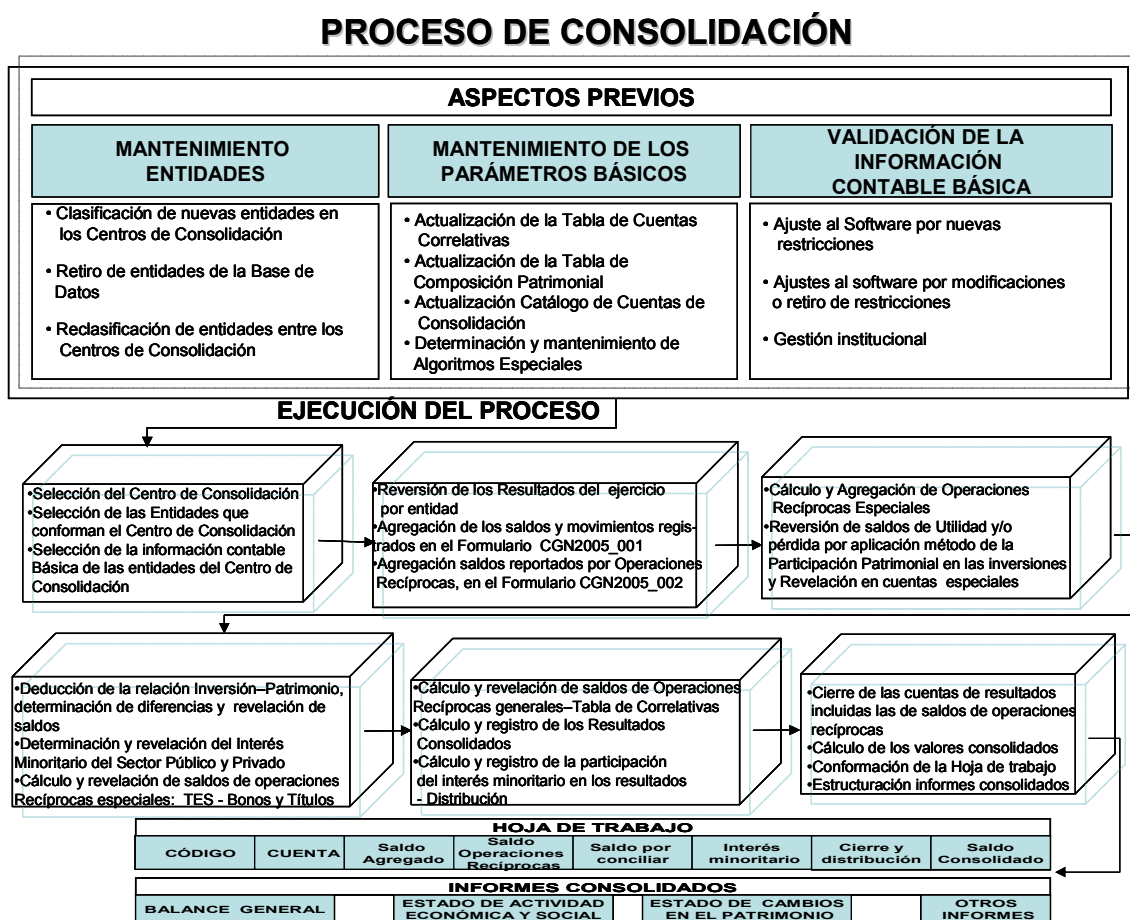 PROCESO DE CONSOLIDACIÓN
ASPECTOS PREVIOS
MANTENIMIENTO
ENTIDADES
• Clasificación de nuevas entidades en
los Centros de Consolidación
• Retiro de entidades de la Base de
Datos
• Reclasificación de entidades entre los
Centros de Consolidación
MANTENIMIENTO DE LOS
PARÁMETROS BÁSICOS
• Actualización de la Tabla de Cuentas
Correlativas
• Actualización de la Tabla de
Composición Patrimonial
• Actualización Catálogo de Cuentas de
Consolidación
• Determinación y mantenimiento de
Algoritmos Especiales
VALIDACIÓN DE LA
INFORMACIÓN
CONTABLE BÁSICA
• Ajuste al Software por nuevas
restricciones
• Ajustes al software por modificaciones
o retiro de restricciones
• Gestión institucional
EJECUCIÓN DEL PROCESO
•Selección del Centro de Consolidación
•Selección de las Entidades que
conforman el Centro de Consolidación
•Selección de la información contable
Básica de las entidades del Centro de
Consolidación
•Reversión de los Resultados del ejercicio
por entidad
•Agregación de los saldos y movimientos regis-
trados en el Formulario CGN2005_001
•Agregación saldos reportados por Operaciones
Recíprocas, en el Formulario CGN2005_002
•Cálculo y Agregación de Operaciones
Recíprocas Especiales
•Reversión de saldos de Utilidad y/o
pérdida por aplicación método de la
Participación Patrimonial en las inversiones
y Revelación en cuentas especiales
•Deducción de la relación Inversión–Patrimonio,
determinación de diferencias y revelación de
saldos
•Determinación y revelación del Interés
Minoritario del Sector Público y Privado
•Cálculo y revelación de saldos de operaciones
Recíprocas especiales: TES - Bonos y Títulos
•Cálculo y revelación de saldos de Operaciones
Recíprocas generales–Tabla de Correlativas
•Cálculo y registro de los Resultados
Consolidados
•Cálculo y registro de la participación
del interés minoritario en los resultados
- Distribución
•Cierre de las cuentas de resultados
incluidas las de saldos de operaciones
recíprocas
•Cálculo de los valores consolidados
•Conformación de la Hoja de trabajo
•Estructuración informes consolidados
HOJA DE TRABAJO
CÓDIGO
CUENTA
Saldo
Agregado
Saldo
Operaciones
Recíprocas
Saldo por
conciliar
Interés
minoritario
Cierre y
distribución
Saldo
Consolidado
INFORMES CONSOLIDADOS
BALANCE GENERAL
ESTADO DE ACTIVIDAD
ECONÓMICA Y SOCIAL
ESTADO DE CAMBIOS
EN EL PATRIMONIO
OTROS
INFORMES